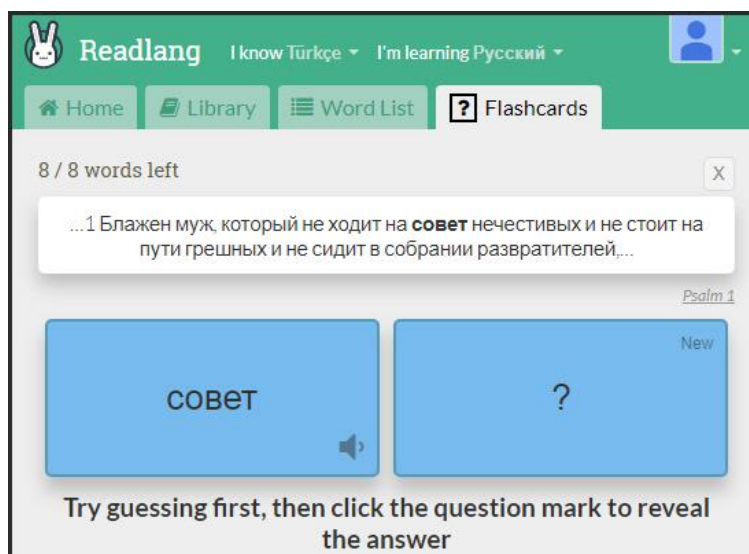 Readlang I know Türkçe I'm learning Русский
Home Library Word List ? Flashcards
8 / 8 words left X
...1 Блажен муж, который не ходит на совет нечестивых и не стоит на
пути грешных и не сидит в собрании развратителей,...
Psalm 1
New
совет ?
Try guessing first, then click the question mark to reveal
the answer